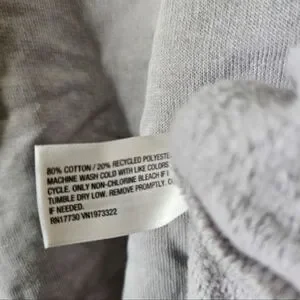 80% COTTON / 20% RECYCLED POLYESTE
MACHINE WASH COLD WITH LIKE COLORS
CYCLE. ONLY NON-CHLORINE BLEACH IF
TUMBLE DRY LOW. REMOVE PROMPTLY.
IF NEEDED.
RN17730 VN1973322